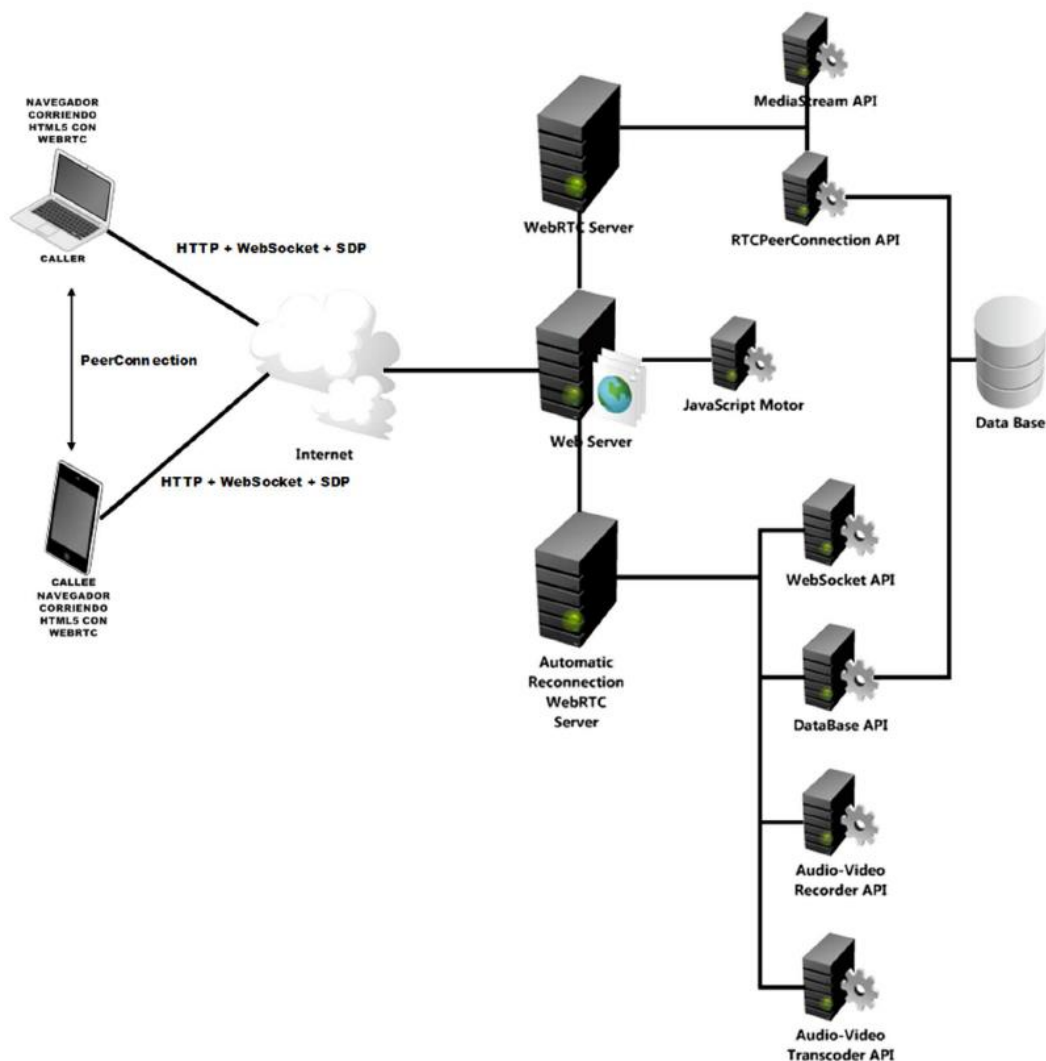 NAVEGADOR
CORRIENDO
HTML5 CON
WEBRTC
CALLER
HTTP + WebSocket + SDP
PeerConnection
Internet
HTTP + WebSocket + SDP
CALLEE
NAVEGADOR
CORRIENDO
HTML5 CON
WEBRTC
MediaStream API
WebRTC Server
RTCPeerConnection API
Web Server
JavaScript Motor
Data Base
Automatic
Reconnection
WebRTC
Server
WebSocket API
DataBase API
Audio-Video
Recorder API
Audio-Video
Transcoder API